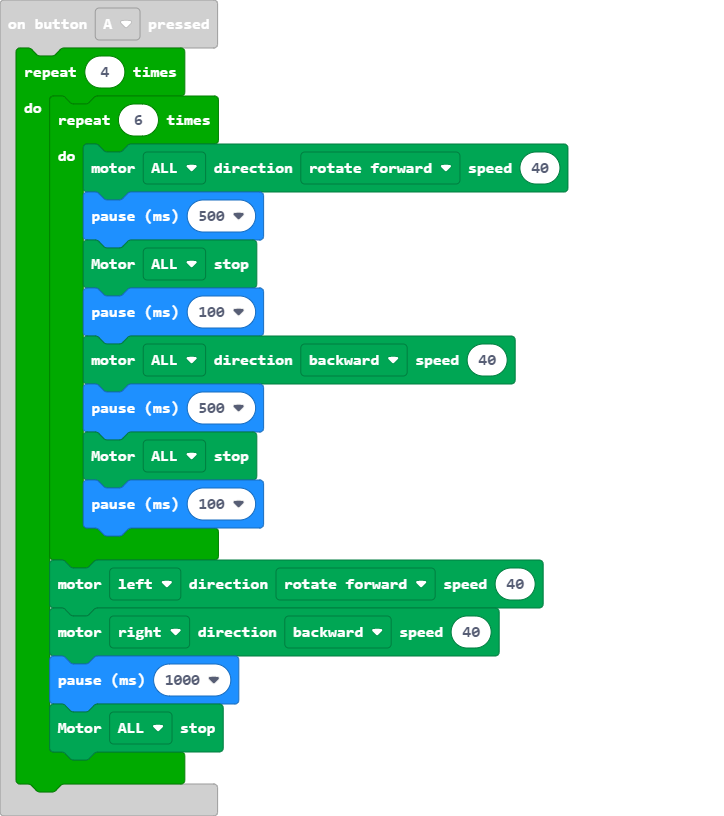 on button A pressed
repeat 4 times
do
repeat 6 times
do
motor ALL direction rotate forward speed 40
pause (ms) 500
Motor ALL stop
pause (ms) 100
motor ALL direction backward speed 40
pause (ms) 500
Motor ALL stop
pause (ms) 100
motor left direction rotate forward speed 40
motor right direction backward speed 40
pause (ms) 1000
Motor ALL stop